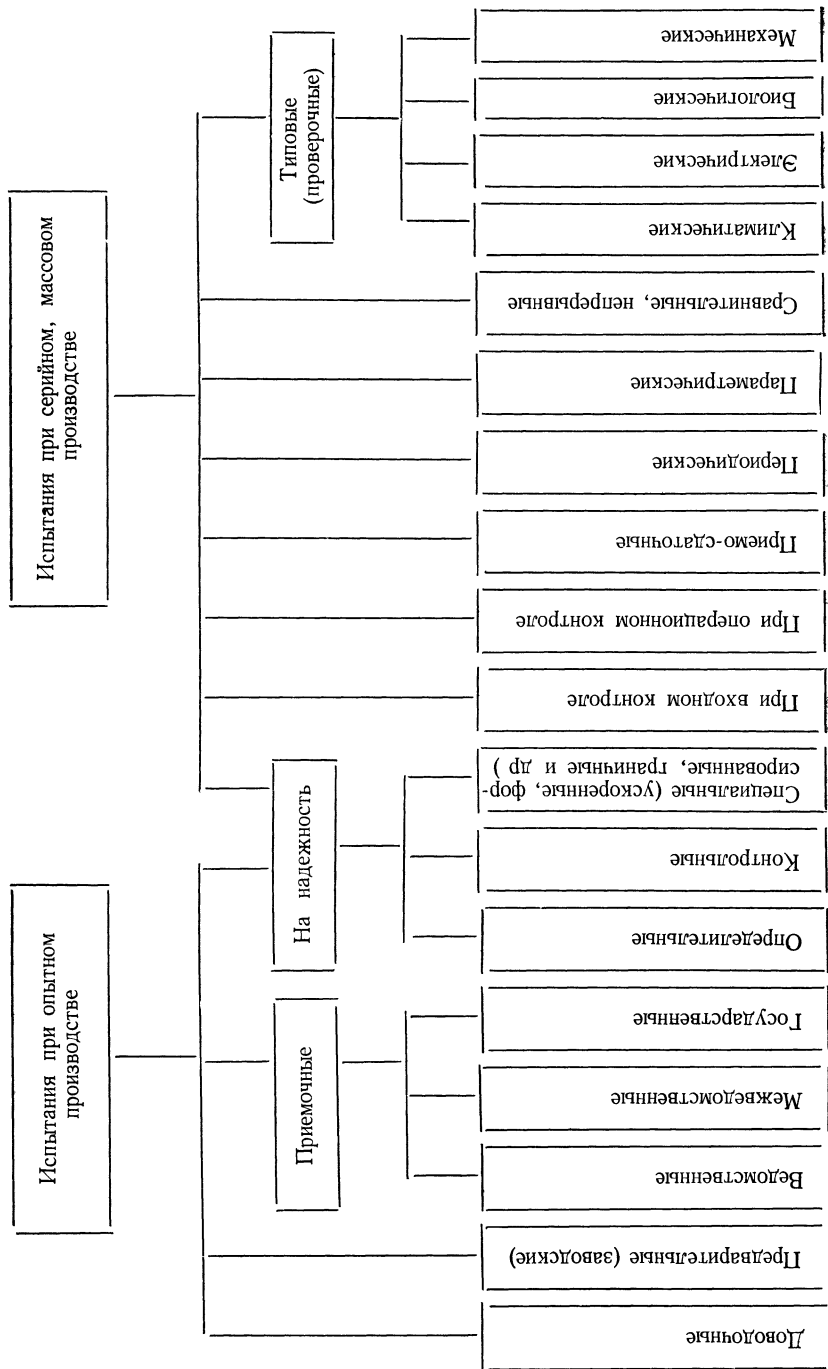 Испытания при опытном
производстве
Испытания при серийном, массовом
производстве
Приемочные
На надежность
Типовые
(проверочные)
Доводочные
Предварительные (заводские)
Ведомственные
Межведомственные
Государственные
Определительные
Контрольные
Специальные (ускоренные, фор-
сированные, граничные и др )
При входном контроле
При операционном контроле
Приемо-сдаточные
Периодические
Параметрические
Сравнительные, непрерывные
Климатические
Электрические
Биологические
Механические